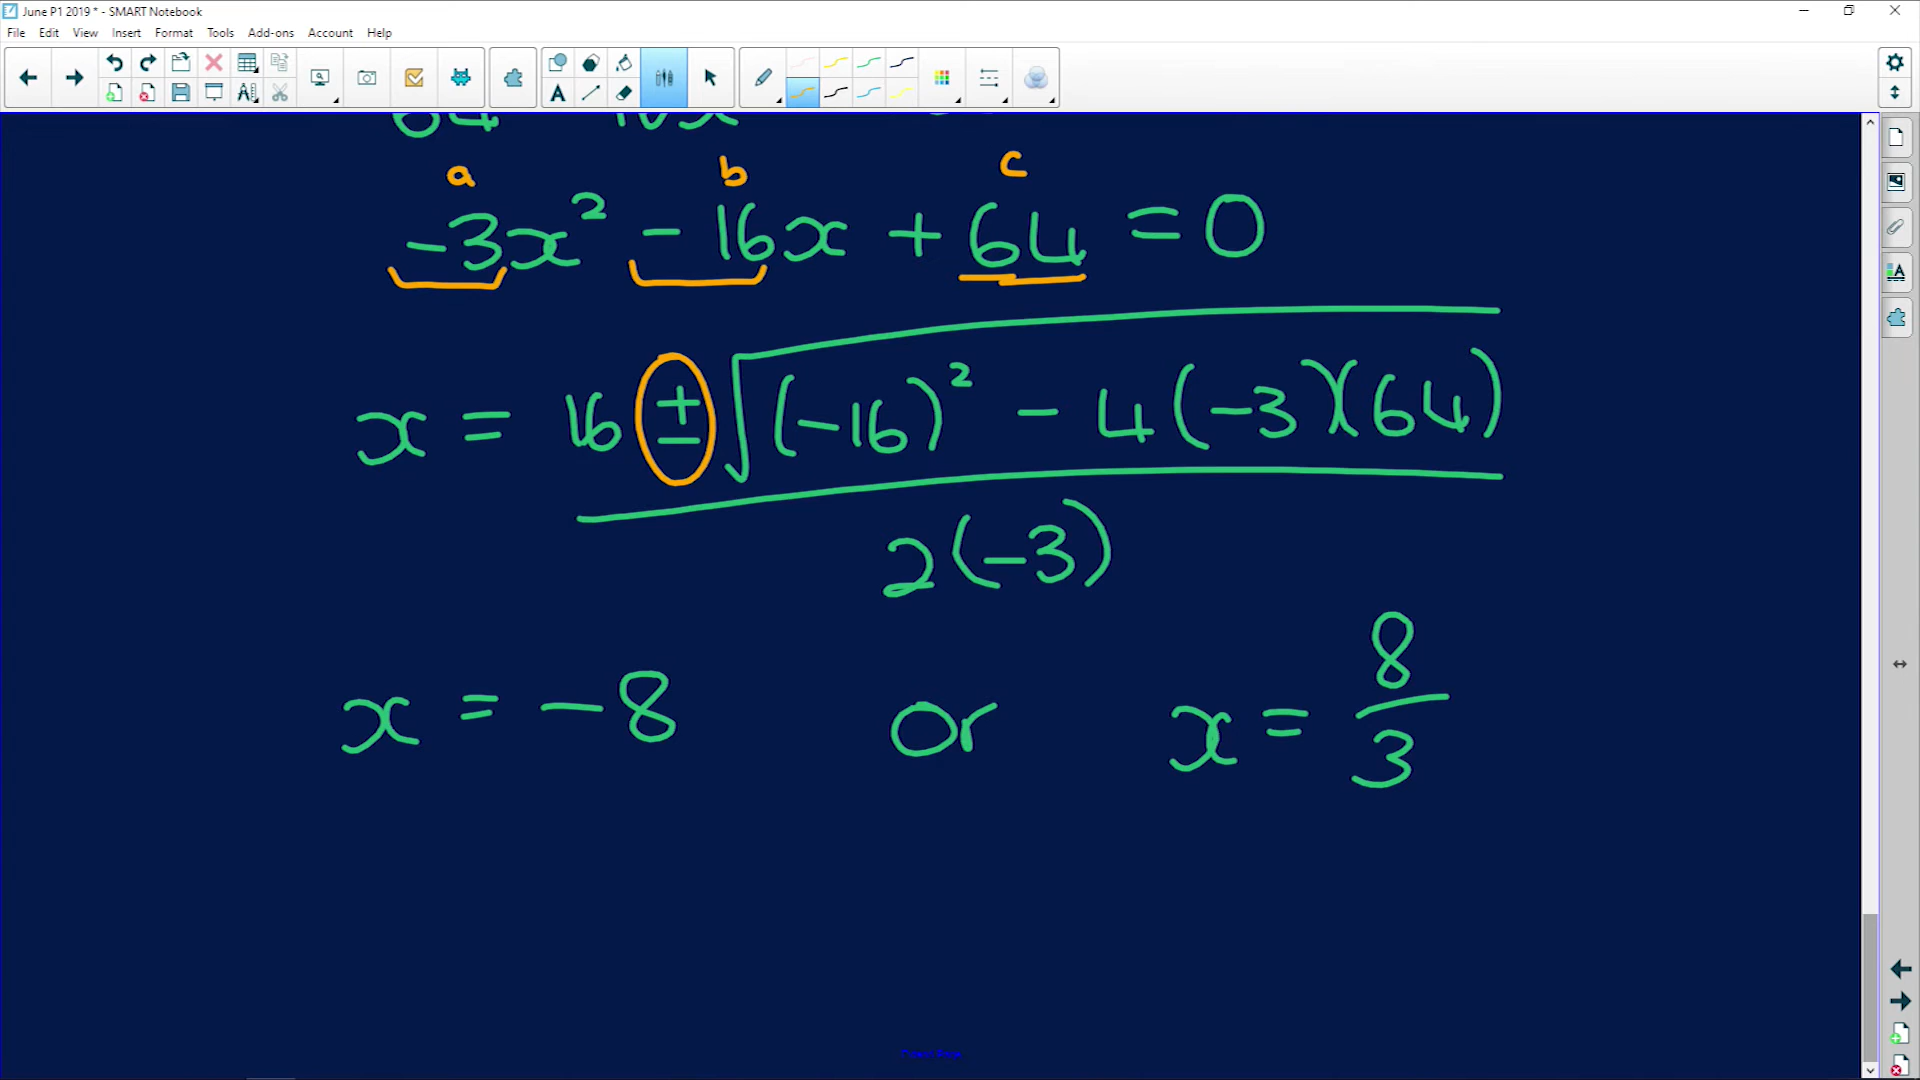 June P1 2019 * - SMART Notebook
File Edit View Insert Format Tools Add-ons Account Help
a b c
-3x² - 16x + 64 = 0
x = 16 ± √((-16)² - 4(-3)(64))
2(-3)
x = -8 or x = 8/3